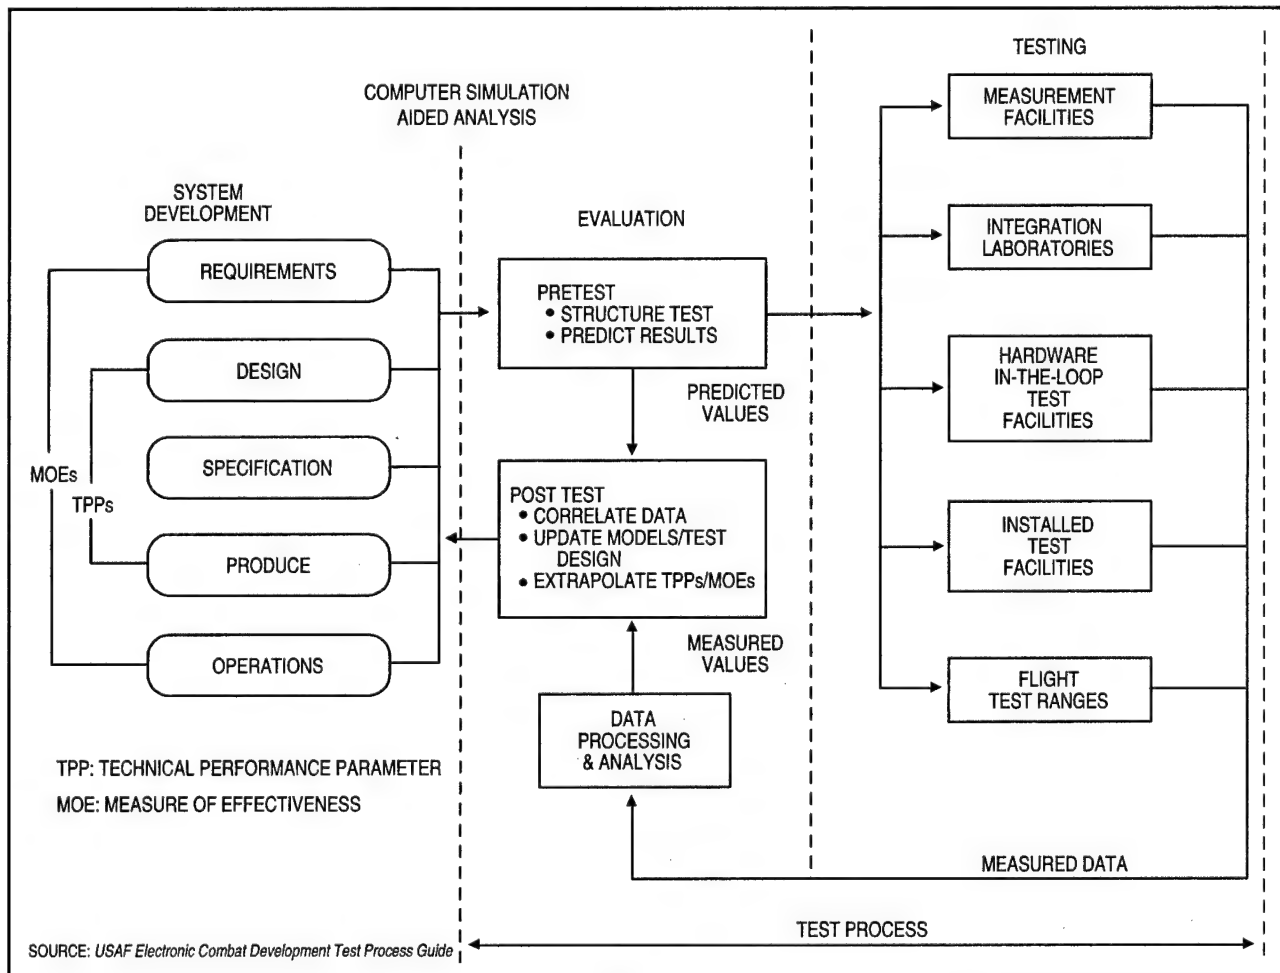 COMPUTER SIMULATION
AIDED ANALYSIS
SYSTEM
DEVELOPMENT
REQUIREMENTS
DESIGN
SPECIFICATION
PRODUCE
OPERATIONS
MOEs
TPPs
TPP: TECHNICAL PERFORMANCE PARAMETER
MOE: MEASURE OF EFFECTIVENESS
EVALUATION
PRETEST
• STRUCTURE TEST
• PREDICT RESULTS
PREDICTED
VALUES
POST TEST
• CORRELATE DATA
• UPDATE MODELS/TEST
DESIGN
• EXTRAPOLATE TPPs/MOEs
MEASURED
VALUES
DATA
PROCESSING
& ANALYSIS
TESTING
MEASUREMENT
FACILITIES
INTEGRATION
LABORATORIES
HARDWARE
IN-THE-LOOP
TEST
FACILITIES
INSTALLED
TEST
FACILITIES
FLIGHT
TEST RANGES
MEASURED DATA
TEST PROCESS
SOURCE: USAF Electronic Combat Development Test Process Guide